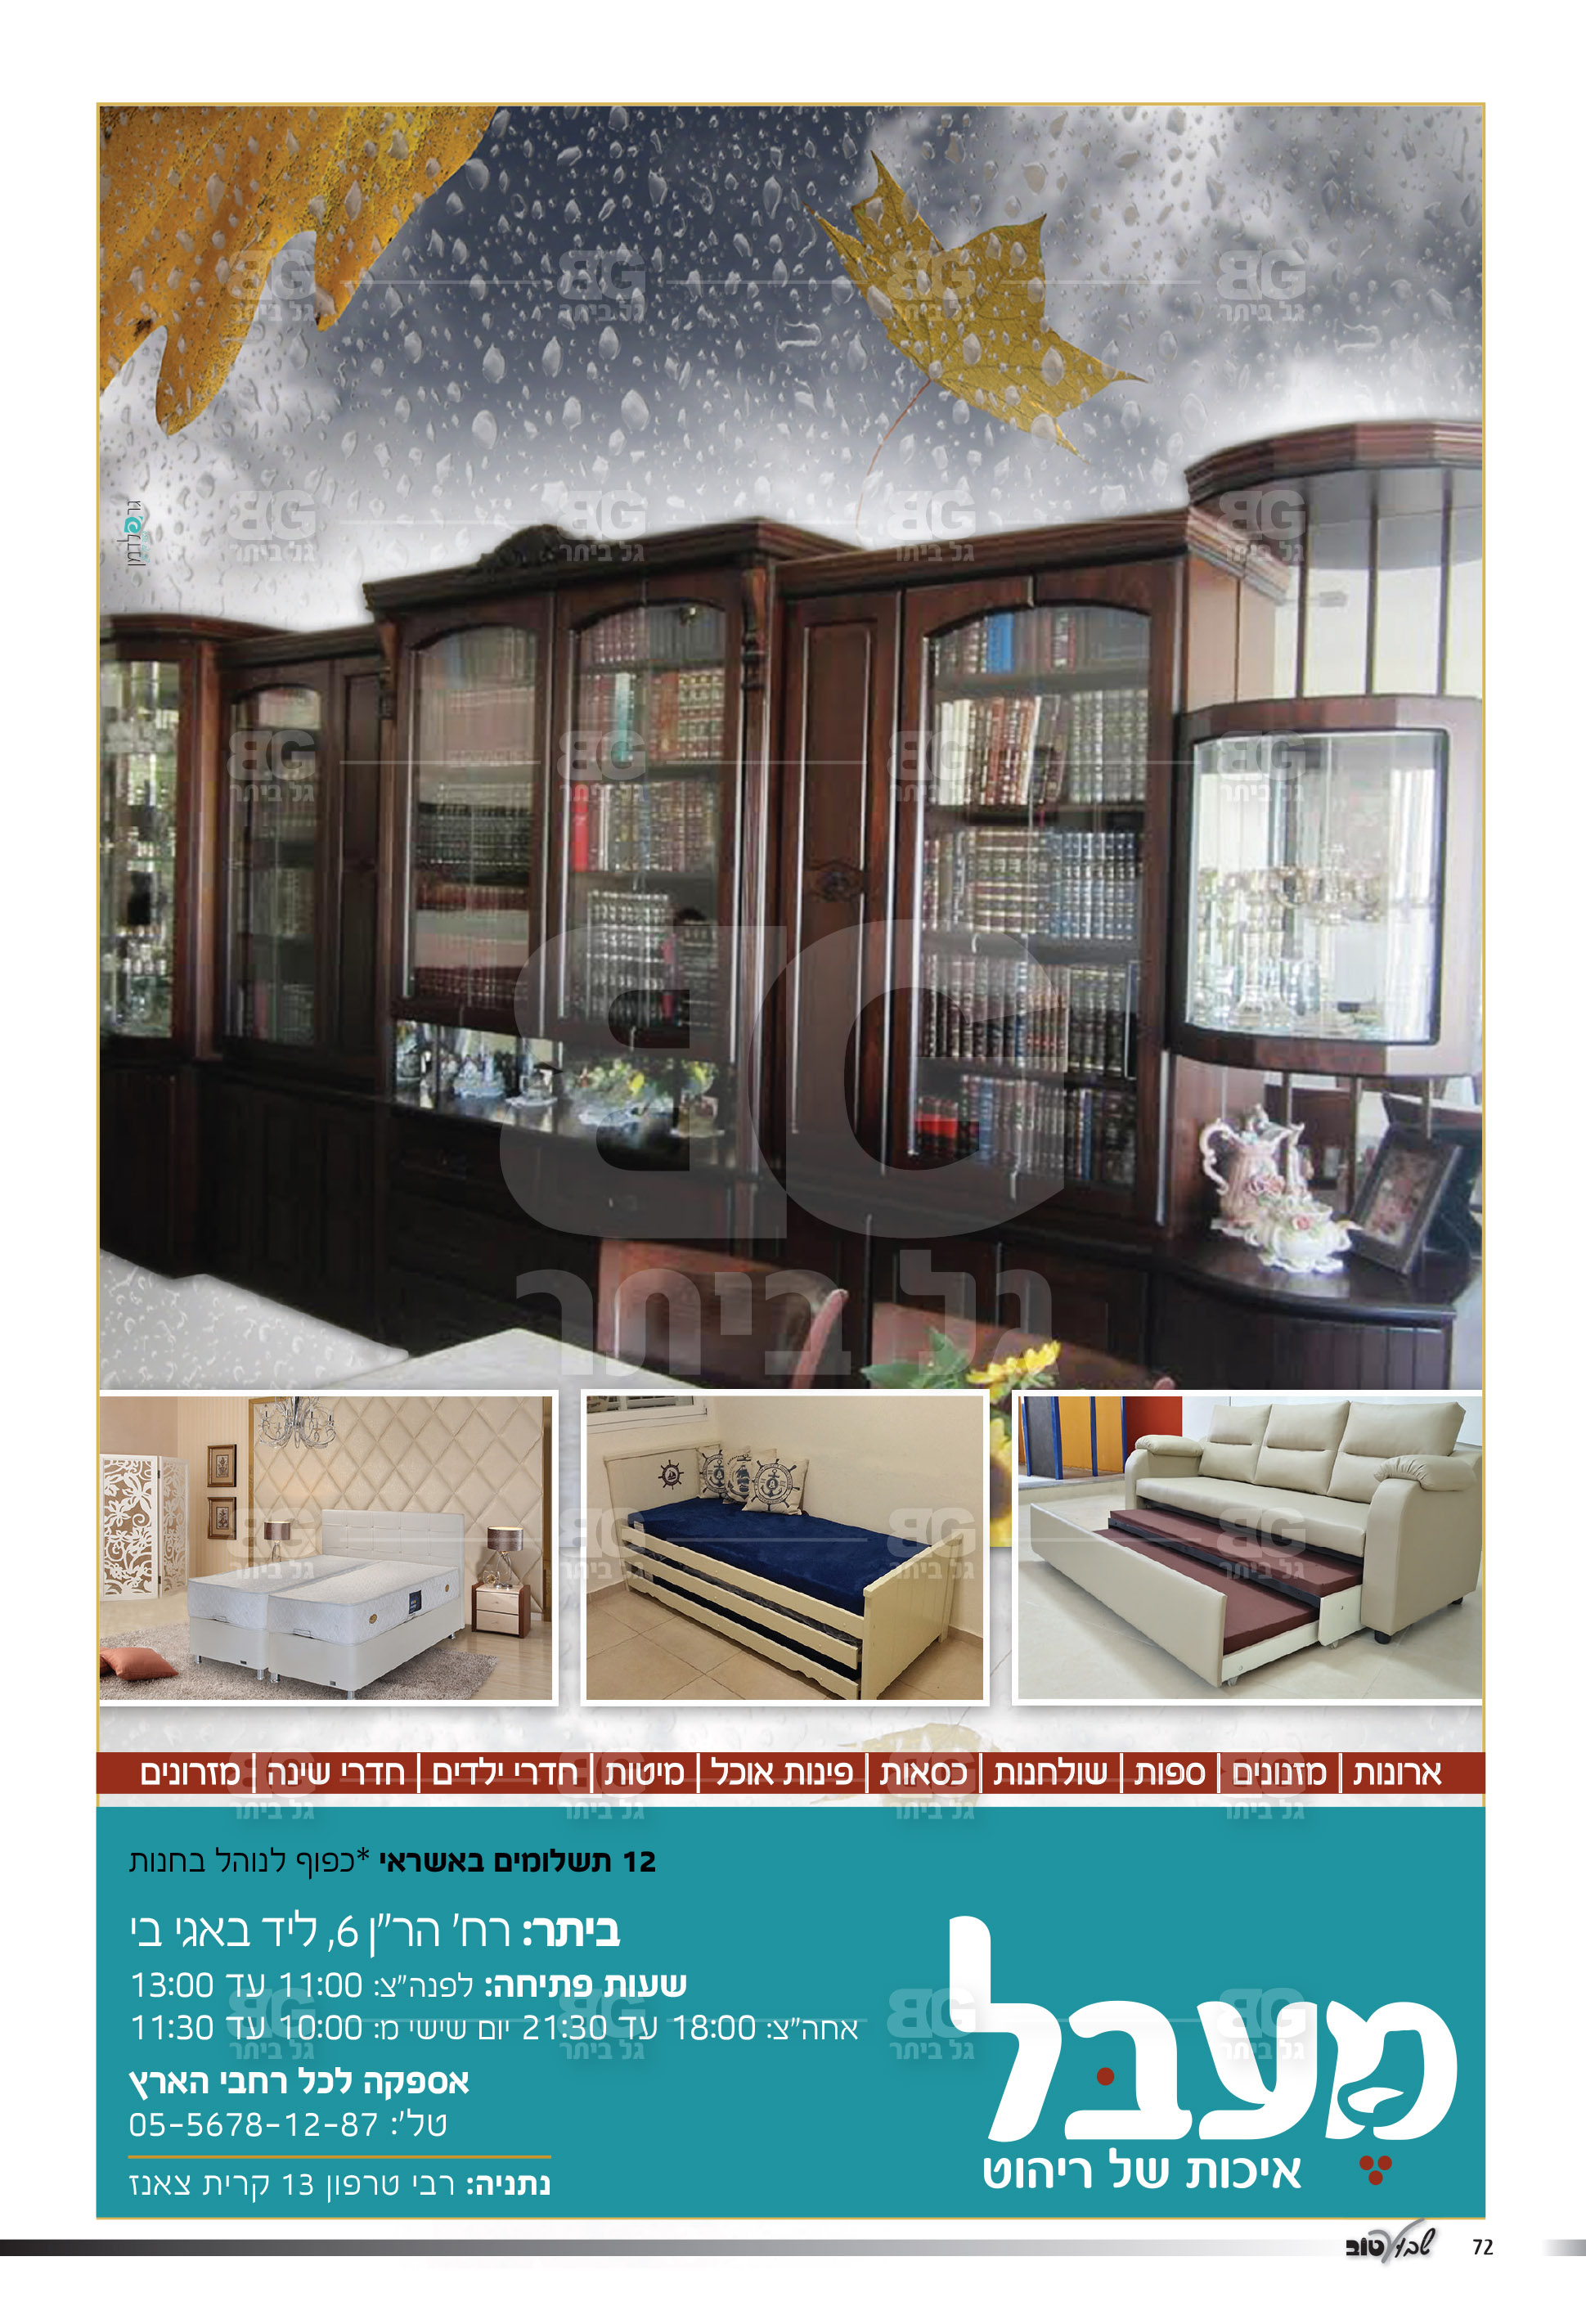 גל ביתר
ארונות | מזנונים | ספות | שולחנות | כסאות | פינות אוכל | מיטות | חדרי ילדים | חדרי שינה | מזרונים
12 תשלומים באשראי *כפוף לנוהל בחנות
ביתר: רח' הר"ן 6, ליד באגי בי
שעות פתיחה: לפנה"צ: 11:00 עד 13:00
אחה"צ: 18:00 עד 21:30 יום שישי מ: 10:00 עד 11:30
אספקה לכל רחבי הארץ
טל': 05-5678-12-87
נתניה: רבי טרפון 13 קרית צאנז
מעבל
איכות של ריהוט
שבוע טוב
72